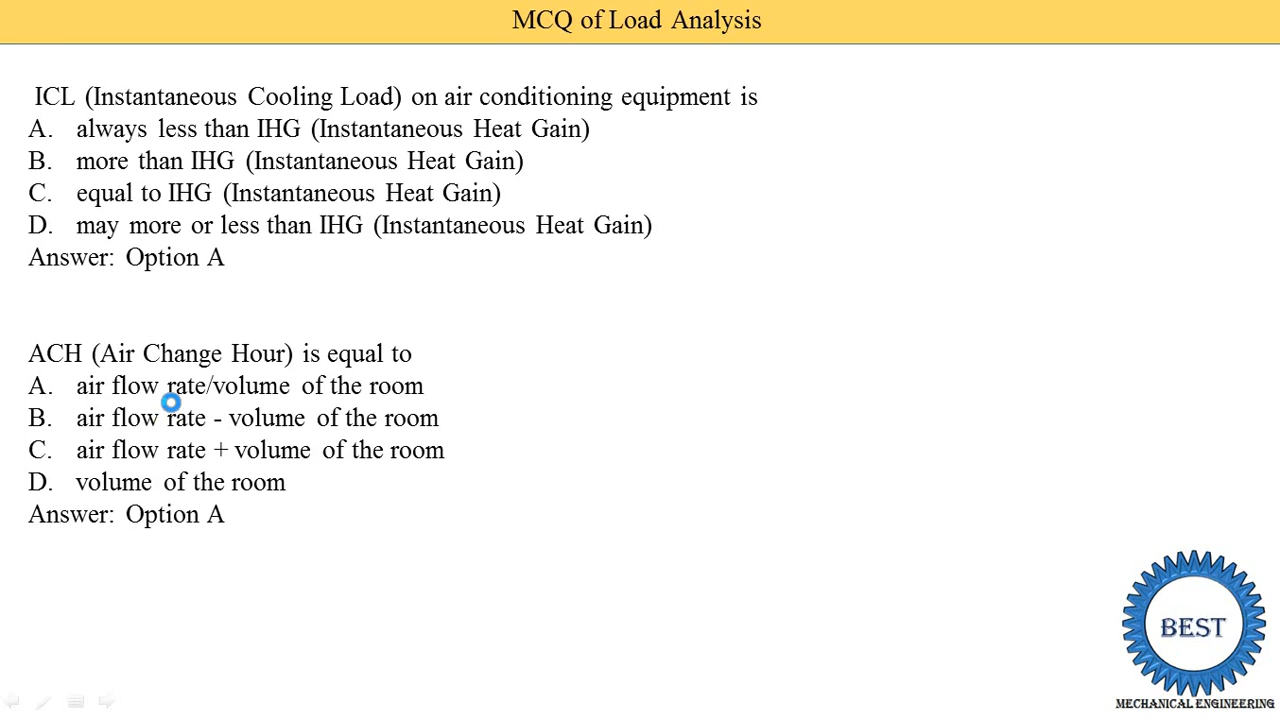 MCQ of Load Analysis
ICL (Instantaneous Cooling Load) on air conditioning equipment is
A. always less than IHG (Instantaneous Heat Gain)
B. more than IHG (Instantaneous Heat Gain)
C. equal to IHG (Instantaneous Heat Gain)
D. may more or less than IHG (Instantaneous Heat Gain)
Answer: Option A
ACH (Air Change Hour) is equal to
A. air flow rate/volume of the room
B. air flow rate - volume of the room
C. air flow rate + volume of the room
D. volume of the room
Answer: Option A
BEST
MECHANICAL ENGINEERING